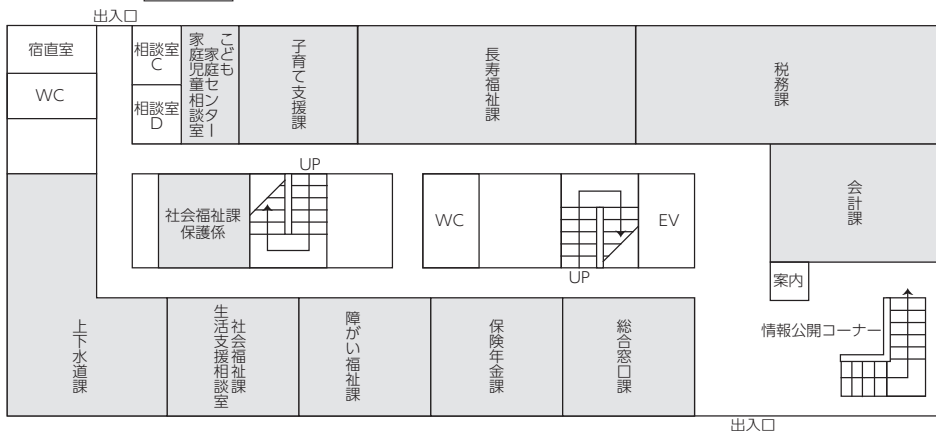 出入口
宿直室
WC
相談室
C
相談室
D
こども
家庭センター
家庭児童相談室
子育て支援課
長寿福祉課
税務課
UP
社会福祉課
保護係
WC
UP
EV
会計課
案内
情報公開コーナー
上下水道課
社会福祉課
生活支援相談室
障がい福祉課
保険年金課
総合窓口課
出入口